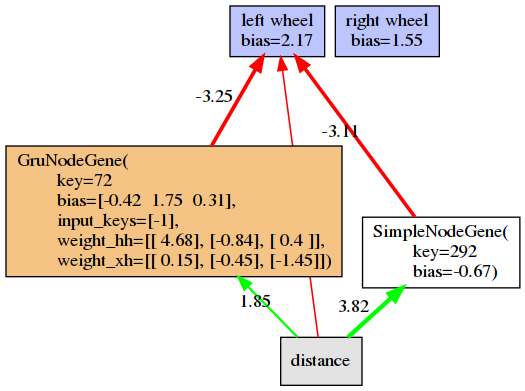 left wheel
bias=2.17
right wheel
bias=1.55
-3.25
-3.11
GruNodeGene(
key=72
bias=[-0.42 1.75 0.31],
input_keys=[-1],
weight_hh=[[ 4.68], [-0.84], [ 0.4 ]],
weight_xh=[[ 0.15], [-0.45], [-1.45]])
SimpleNodeGene(
key=292
bias=-0.67)
1.85
3.82
distance